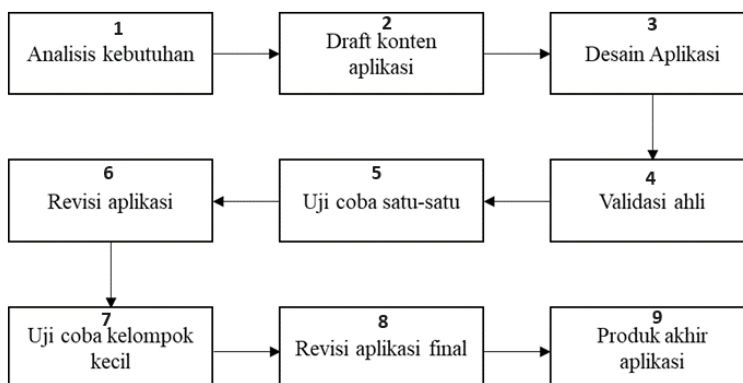 1
Analisis kebutuhan
2
Draft konten
aplikasi
3
Desain Aplikasi
4
Validasi ahli
5
Uji coba satu-satu
6
Revisi aplikasi
7
Uji coba kelompok
kecil
8
Revisi aplikasi final
9
Produk akhir
aplikasi